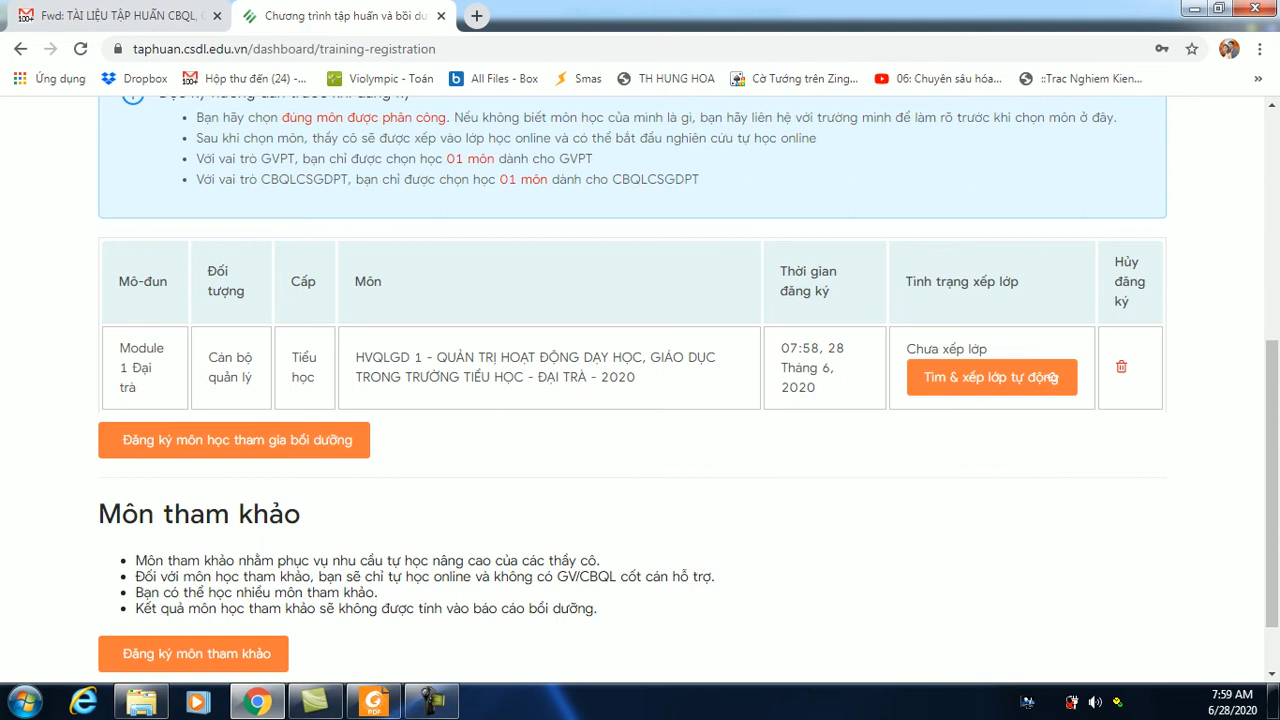 Fwd: TÀI LIỆU TẬP HUẤN CBQL,
Chương trình tập huấn và bồi dư
taphuan.csdl.edu.vn/dashboard/training-registration
Ứng dụng
Dropbox
Hộp thư đến (24) -...
Violympic - Toán
All Files - Box
Smas
TH HUNG HOA
Cờ Tướng trên Zing...
06: Chuyên sâu hóa...
::Trac Nghiem Kien...
Đọc kỹ hướng dẫn trước khi đăng ký
Bạn hãy chọn đúng môn được phân công. Nếu không biết môn học của mình là gì, bạn hãy liên hệ với trường mình để làm rõ trước khi chọn môn ở đây.
Sau khi chọn môn, thầy cô sẽ được xếp vào lớp học online và có thể bắt đầu nghiên cứu tự học online
Với vai trò GVPT, bạn chỉ được chọn học 01 môn dành cho GVPT
Với vai trò CBQLCSGDPT, bạn chỉ được chọn học 01 môn dành cho CBQLCSGDPT
Mô-đun
Đối
tượng
Cấp
Môn
Thời gian
đăng ký
Tình trạng xếp lớp
Hủy
đăng
ký
Module
1 Đại
trà
Cán bộ
quản lý
Tiểu
học
HVQLGD 1 - QUẢN TRỊ HOẠT ĐỘNG DẠY HỌC, GIÁO DỤC
TRONG TRƯỜNG TIỂU HỌC - ĐẠI TRÀ - 2020
07:58, 28
Tháng 6,
2020
Chưa xếp lớp
Tìm & xếp lớp tự động
Đăng ký môn học tham gia bồi dưỡng
Môn tham khảo
Môn tham khảo nhằm phục vụ nhu cầu tự học nâng cao của các thầy cô.
Đối với môn học tham khảo, bạn sẽ chỉ tự học online và không có GV/CBQL cốt cán hỗ trợ.
Bạn có thể học nhiều môn tham khảo.
Kết quả môn học tham khảo sẽ không được tính vào báo cáo bồi dưỡng.
Đăng ký môn tham khảo
7:59 AM
6/28/2020